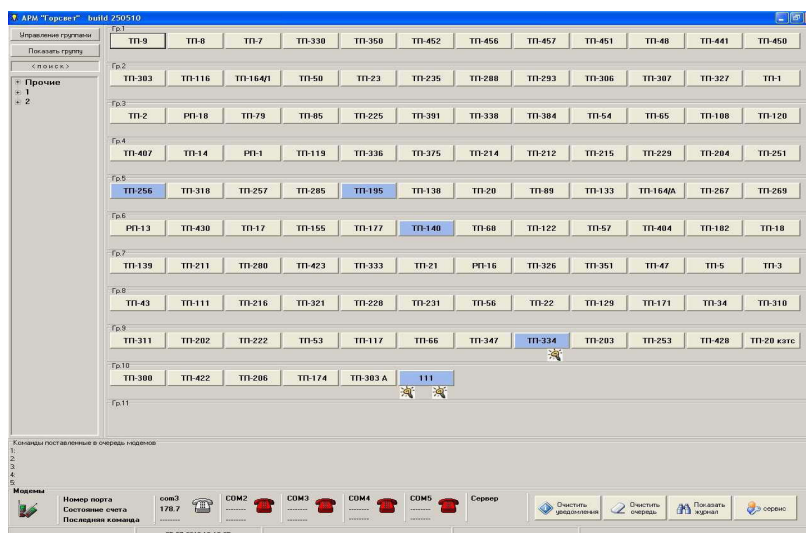 АРМ "Горсвет" build 250510
Управление группами
Показать группу
<поиск>
Прочие
1
2
Гр.1
ТП-9 ТП-8 ТП-7 ТП-330 ТП-350 ТП-452 ТП-456 ТП-457 ТП-451 ТП-48 ТП-441 ТП-450
Гр.2
ТП-303 ТП-116 ТП-164/1 ТП-50 ТП-23 ТП-235 ТП-288 ТП-293 ТП-306 ТП-307 ТП-327 ТП-1
Гр.3
ТП-2 РП-18 ТП-79 ТП-85 ТП-225 ТП-391 ТП-338 ТП-384 ТП-54 ТП-65 ТП-108 ТП-120
Гр.4
ТП-407 ТП-14 РП-1 ТП-119 ТП-336 ТП-375 ТП-214 ТП-212 ТП-215 ТП-229 ТП-204 ТП-251
Гр.5
ТП-256 ТП-318 ТП-257 ТП-285 ТП-195 ТП-138 ТП-20 ТП-89 ТП-133 ТП-164/А ТП-267 ТП-269
Гр.6
РП-13 ТП-430 ТП-17 ТП-155 ТП-177 ТП-140 ТП-68 ТП-122 ТП-57 ТП-404 ТП-182 ТП-18
Гр.7
ТП-139 ТП-211 ТП-280 ТП-423 ТП-333 ТП-21 РП-16 ТП-326 ТП-351 ТП-47 ТП-5 ТП-3
Гр.8
ТП-43 ТП-111 ТП-216 ТП-321 ТП-228 ТП-231 ТП-56 ТП-22 ТП-129 ТП-171 ТП-34 ТП-310
Гр.9
ТП-311 ТП-202 ТП-222 ТП-53 ТП-117 ТП-66 ТП-347 ТП-334 ТП-203 ТП-253 ТП-428 ТП-20 кэтс
Гр.10
ТП-300 ТП-422 ТП-206 ТП-174 ТП-303 А 111
Гр.11
Команды поставленные в очередь модемов
1:
2:
3:
4:
5:
Модемы
Номер порта com3 COM2 COM3 COM4 COM5 Сервер
Состояние счета 178.7 -------- -------- -------- --------
Последняя команда -------- -------- -------- -------- --------
Очистить уведомления
Очистить очередь
Показать журнал
сервис